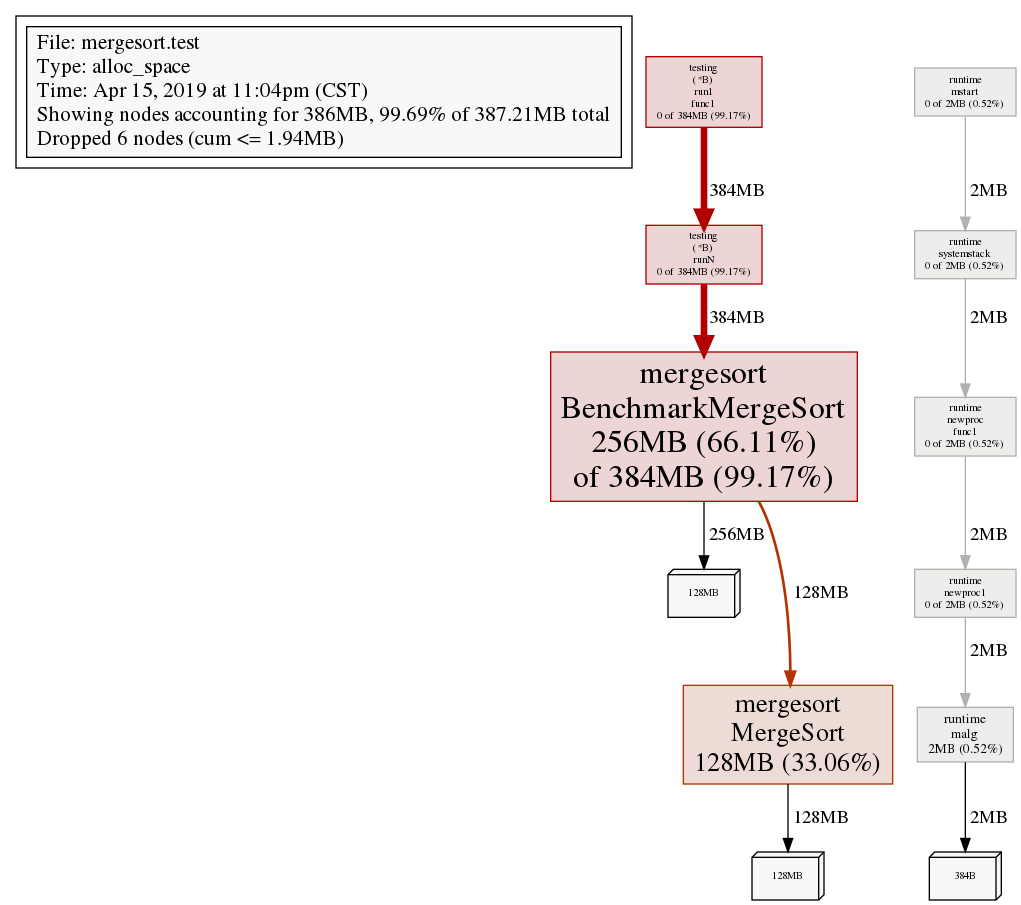 File: mergesort.test
Type: alloc_space
Time: Apr 15, 2019 at 11:04pm (CST)
Showing nodes accounting for 386MB, 99.69% of 387.21MB total
Dropped 6 nodes (cum <= 1.94MB)
testing
(*B)
run1
func1
0 of 384MB (99.17%)
384MB
testing
(*B)
runN
0 of 384MB (99.17%)
384MB
mergesort
BenchmarkMergeSort
256MB (66.11%)
of 384MB (99.17%)
256MB
128MB
128MB
mergesort
MergeSort
128MB (33.06%)
128MB
128MB
runtime
mstart
0 of 2MB (0.52%)
2MB
runtime
systemstack
0 of 2MB (0.52%)
2MB
runtime
newproc
func1
0 of 2MB (0.52%)
2MB
runtime
newproc1
0 of 2MB (0.52%)
2MB
runtime
malg
2MB (0.52%)
2MB
384B